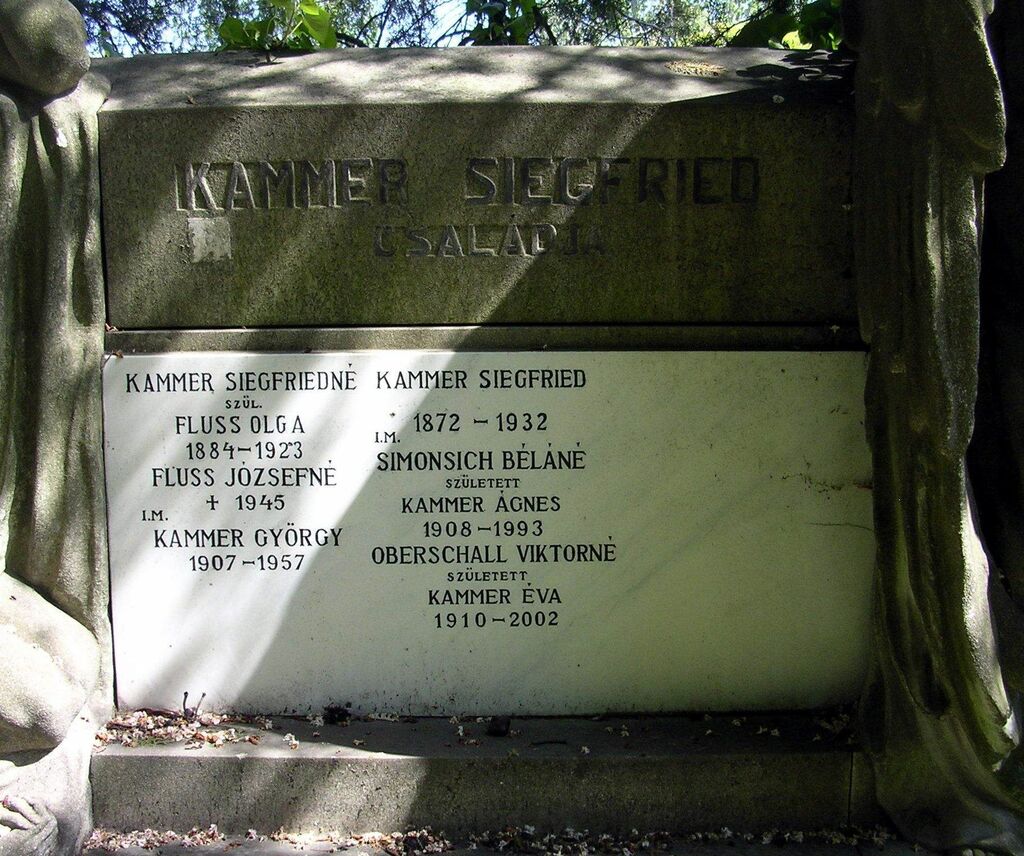 KAMMER SIEGFRIED
CSALÁDJA
KAMMER SIEGFRIEDNÉ
SZÜL.
FLUSS OLGA
1884-1923
FLUSS JÓZSEFNÉ
† 1945
I.M.
KAMMER GYÖRGY
1907-1957
KAMMER SIEGFRIED
1872-1932
I.M.
SIMONSICH BÉLÁNÉ
SZÜLETETT
KAMMER ÁGNES
1908-1993
OBERSCHALL VIKTORNÉ
SZÜLETETT
KAMMER ÉVA
1910-2002